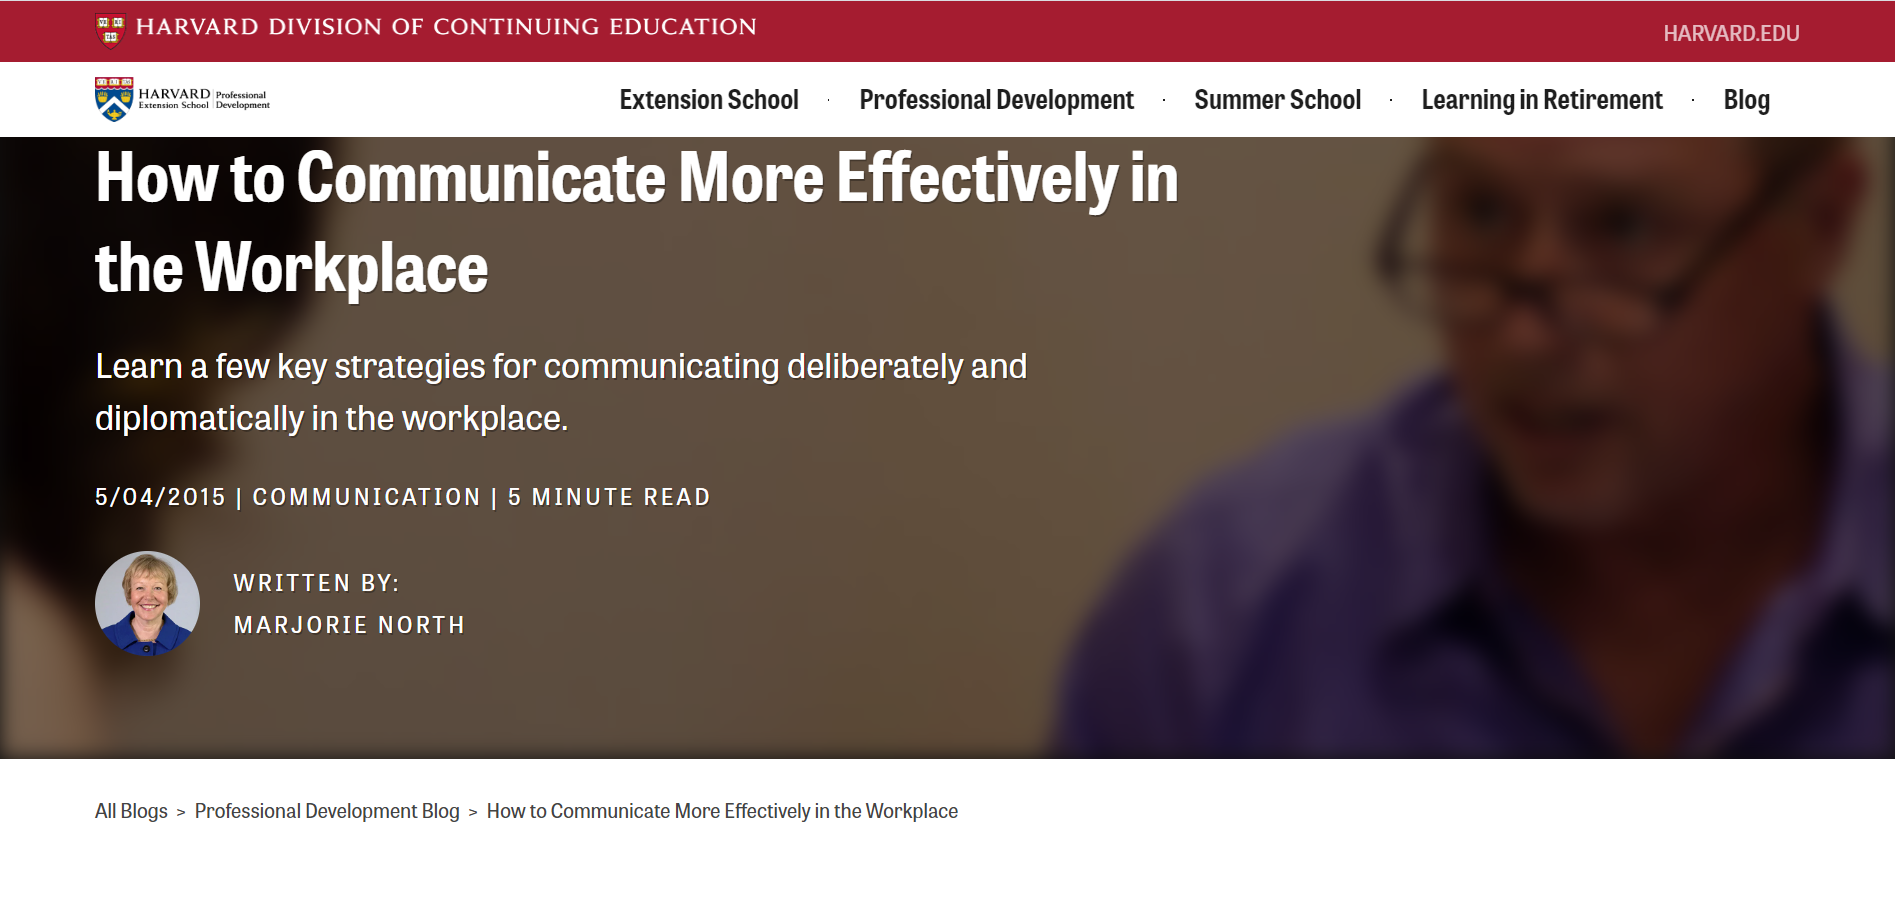 HARVARD DIVISION OF CONTINUING EDUCATION
HARVARD.EDU
HARVARD Professional
Extension School Development
Extension School · Professional Development · Summer School · Learning in Retirement · Blog
How to Communicate More Effectively in
the Workplace
Learn a few key strategies for communicating deliberately and
diplomatically in the workplace.
5/04/2015 | COMMUNICATION | 5 MINUTE READ
WRITTEN BY:
MARJORIE NORTH
All Blogs > Professional Development Blog > How to Communicate More Effectively in the Workplace